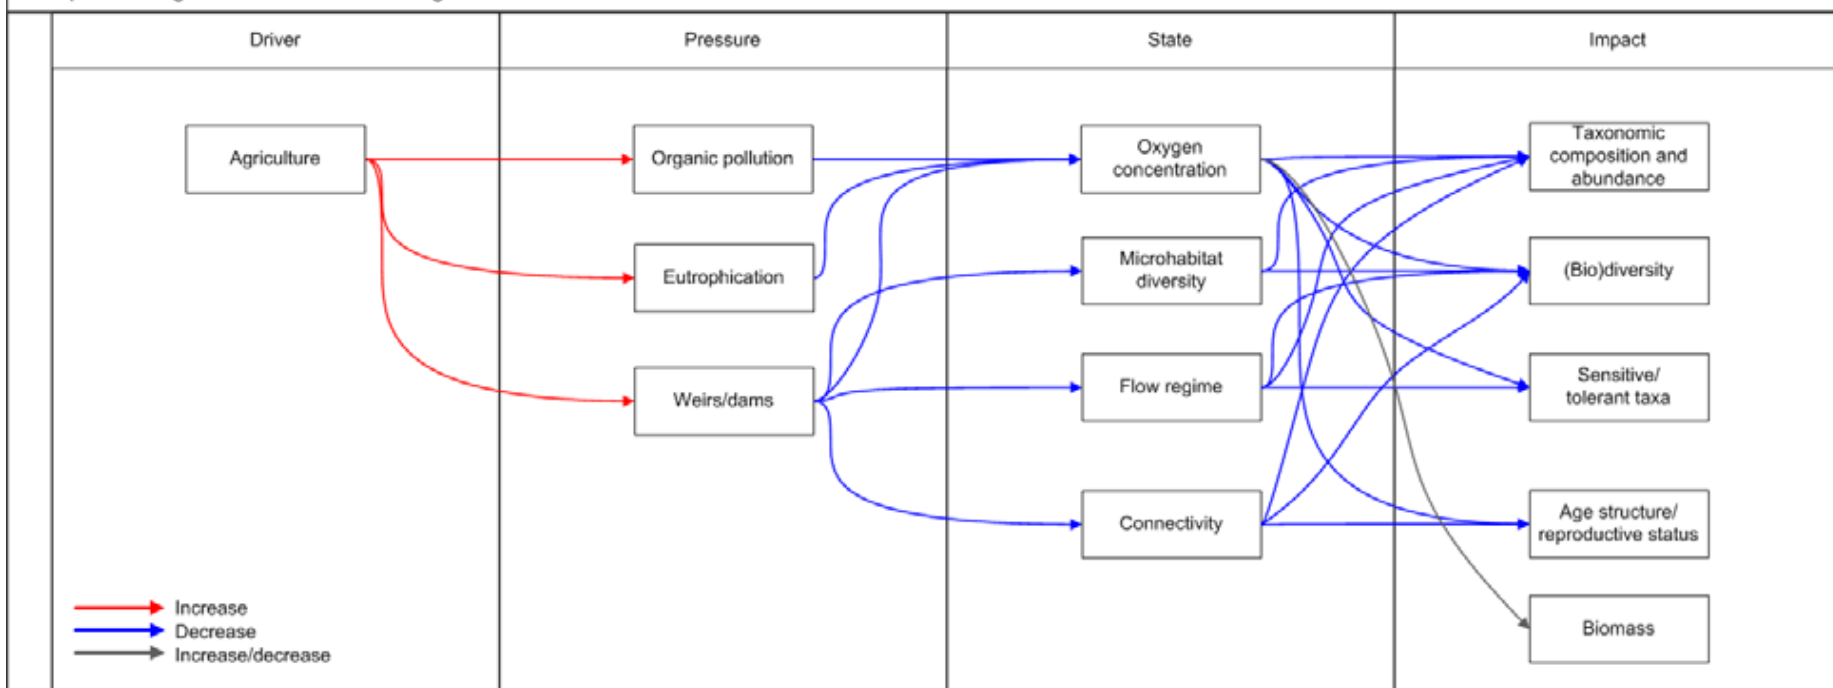 Driver
Pressure
State
Impact
Agriculture
Organic pollution
Eutrophication
Weirs/dams
Oxygen
concentration
Microhabitat
diversity
Flow regime
Connectivity
Taxonomic
composition and
abundance
(Bio)diversity
Sensitive/
tolerant taxa
Age structure/
reproductive status
Biomass
Increase
Decrease
Increase/decrease